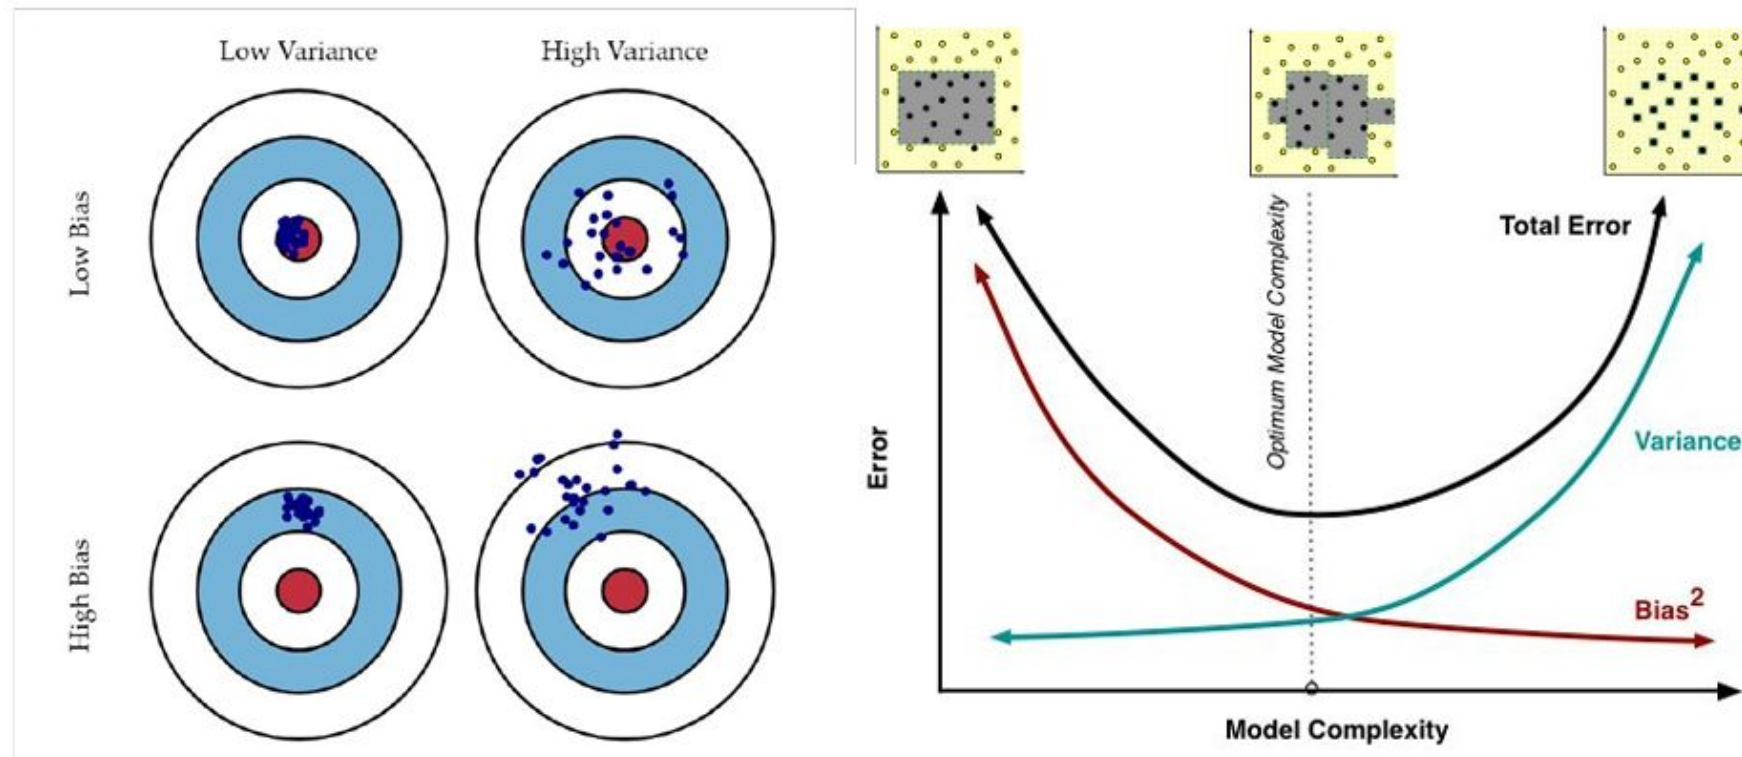 Low Variance
High Variance
Low Bias
High Bias
Error
Optimum Model Complexity
Total Error
Variance
Bias²
Model Complexity